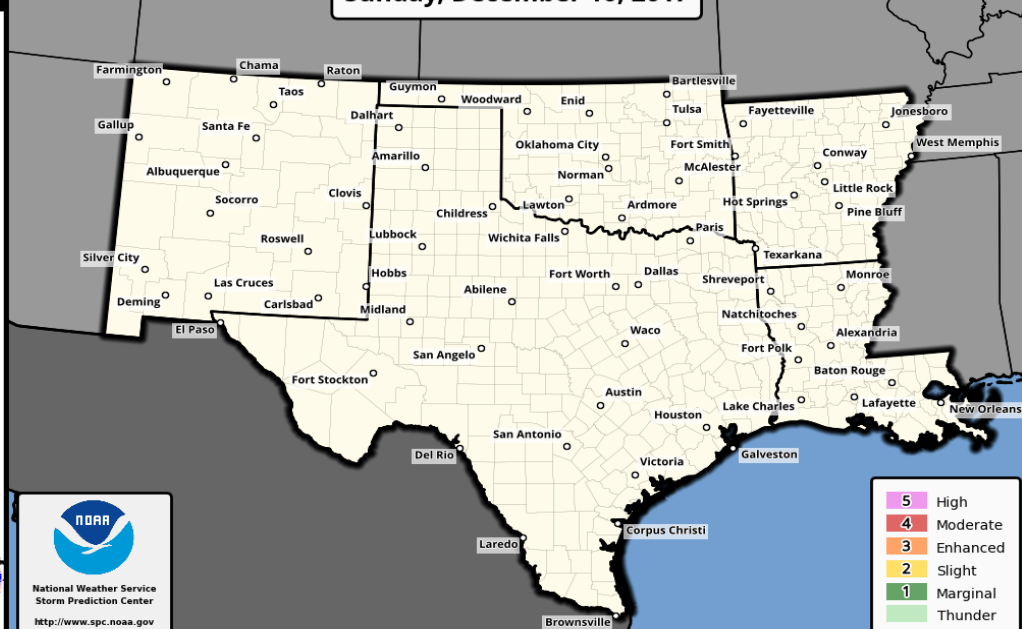 Sunday, December
Farmington
Chama
Raton
Taos
Guymon
Woodward
Enid
Bartlesville
Dalhart
Tulsa
Fayetteville
Jonesboro
Gallup
Santa Fe
Oklahoma City
Fort Smith
West Memphis
Albuquerque
Amarillo
Norman
McAlester
Conway
Socorro
Clovis
Childress
Lawton
Ardmore
Hot Springs
Little Rock
Pine Bluff
Roswell
Lubbock
Wichita Falls
Paris
Texarkana
Silver City
Hobbs
Fort Worth
Dallas
Shreveport
Monroe
Deming
Las Cruces
Carlsbad
Midland
Abilene
Natchitoches
El Paso
Waco
Fort Polk
Alexandria
San Angelo
Fort Stockton
Baton Rouge
Austin
Houston
Lake Charles
Lafayette
New Orleans
Del Rio
San Antonio
Galveston
Victoria
Laredo
Corpus Christi
Brownsville
NOAA
National Weather Service
Storm Prediction Center
http://www.spc.noaa.gov
5 High
4 Moderate
3 Enhanced
2 Slight
1 Marginal
Thunder